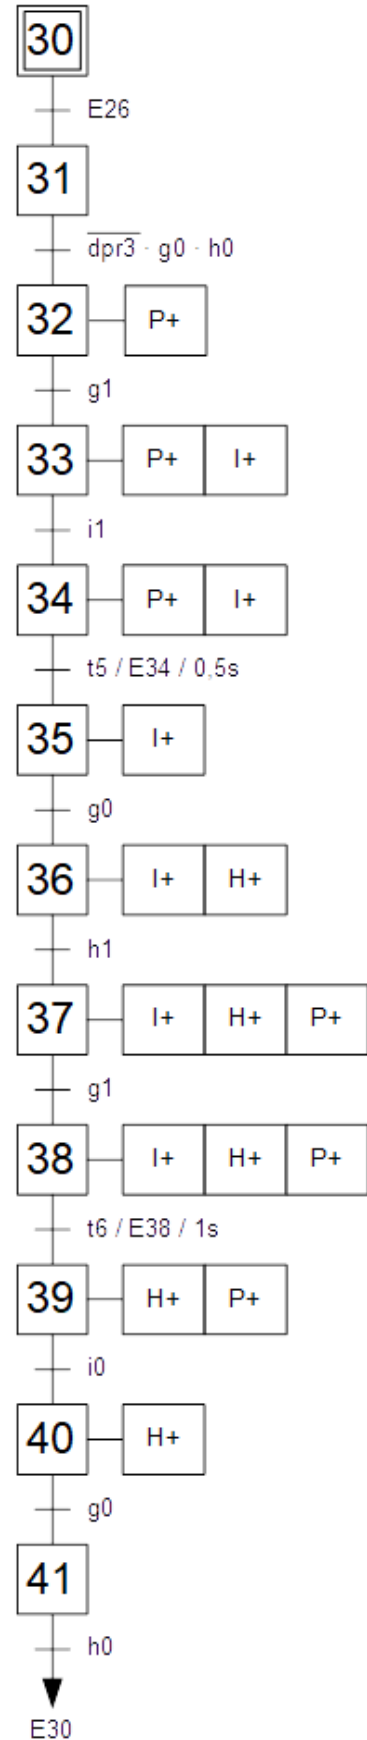 30
E26
31
d̅p̅r̅3̅ · g0 · h0
32 P+
g1
33 P+ I+
i1
34 P+ I+
t5 / E34 / 0,5s
35 I+
g0
36 I+ H+
h1
37 I+ H+ P+
g1
38 I+ H+ P+
t6 / E38 / 1s
39 H+ P+
i0
40 H+
g0
41
h0
E30